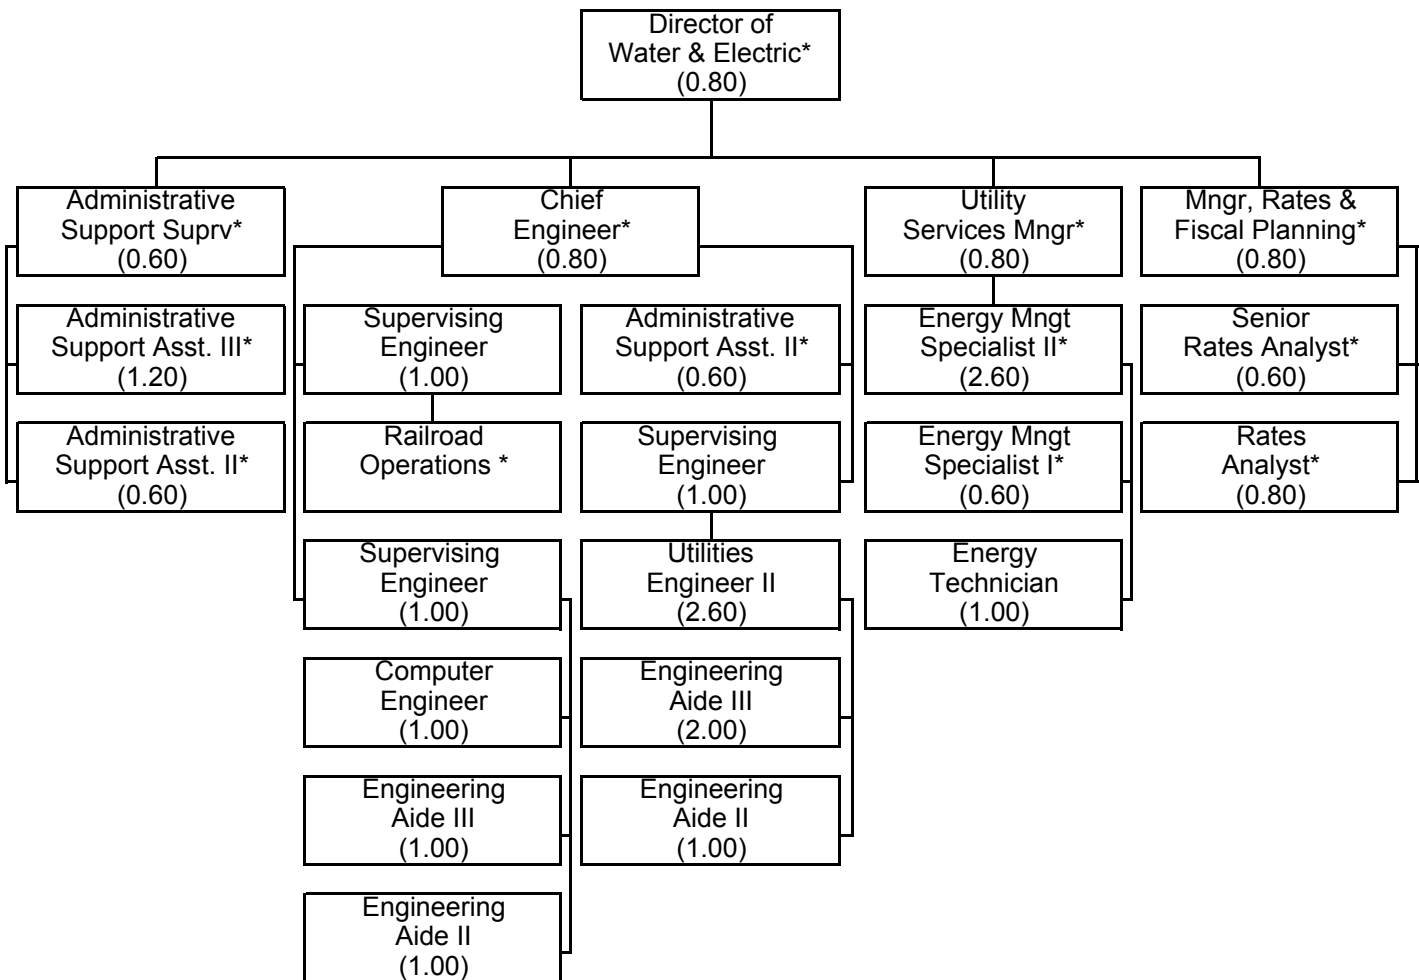 Director of
Water & Electric*
(0.80)
Administrative
Support Suprv*
(0.60)
Chief
Engineer*
(0.80)
Utility
Services Mngr*
(0.80)
Mngr, Rates &
Fiscal Planning*
(0.80)
Administrative
Support Asst. III*
(1.20)
Supervising
Engineer
(1.00)
Administrative
Support Asst. II*
(0.60)
Energy Mngt
Specialist II*
(2.60)
Senior
Rates Analyst*
(0.60)
Administrative
Support Asst. II*
(0.60)
Railroad
Operations *
Supervising
Engineer
(1.00)
Energy Mngt
Specialist I*
(0.60)
Rates
Analyst*
(0.80)
Supervising
Engineer
(1.00)
Utilities
Engineer II
(2.60)
Energy
Technician
(1.00)
Computer
Engineer
(1.00)
Engineering
Aide III
(2.00)
Engineering
Aide III
(1.00)
Engineering
Aide II
(1.00)
Engineering
Aide II
(1.00)